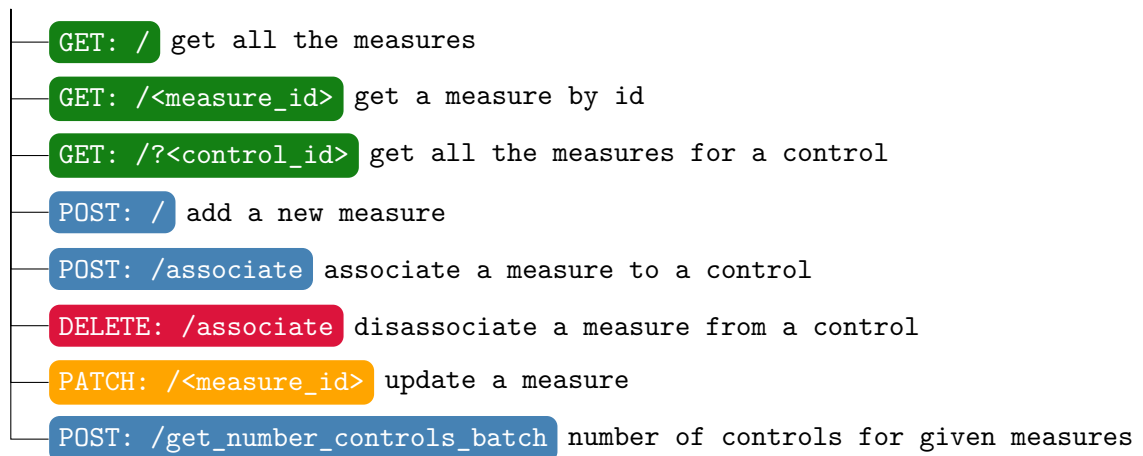 GET: / get all the measures
GET: /<measure_id> get a measure by id
GET: /?<control_id> get all the measures for a control
POST: / add a new measure
POST: /associate associate a measure to a control
DELETE: /associate disassociate a measure from a control
PATCH: /<measure_id> update a measure
POST: /get_number_controls_batch number of controls for given measures